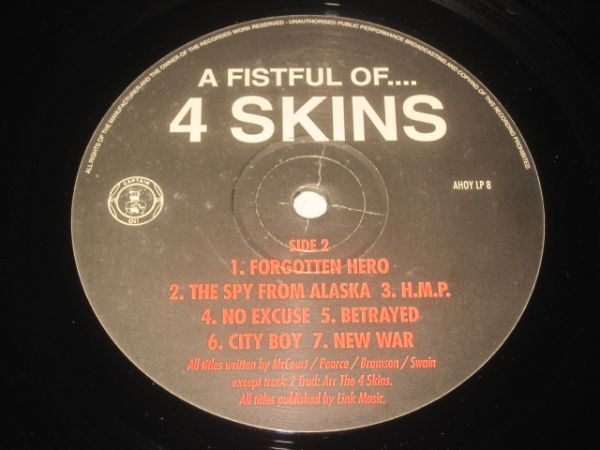 ALL RIGHTS OF THE MANUFACTURER AND THE OWNER OF THE RECORDED WORK RESERVED - UNAUTHORISED PUBLIC PERFORMANCE BROADCASTING AND COPYING OF THIS RECORDING PROHIBITED.
A FISTFUL OF....
4 SKINS
CAPTAIN
OI!
AHOY LP 8
SIDE 2
1. FORGOTTEN HERO
2. THE SPY FROM ALASKA 3. H.M.P.
4. NO EXCUSE 5. BETRAYED
6. CITY BOY 7. NEW WAR
All titles written by McCourt / Pearce / Bramson / Swain
except track 2 Trad: Arr The 4 Skins.
All titles published by Link Music.